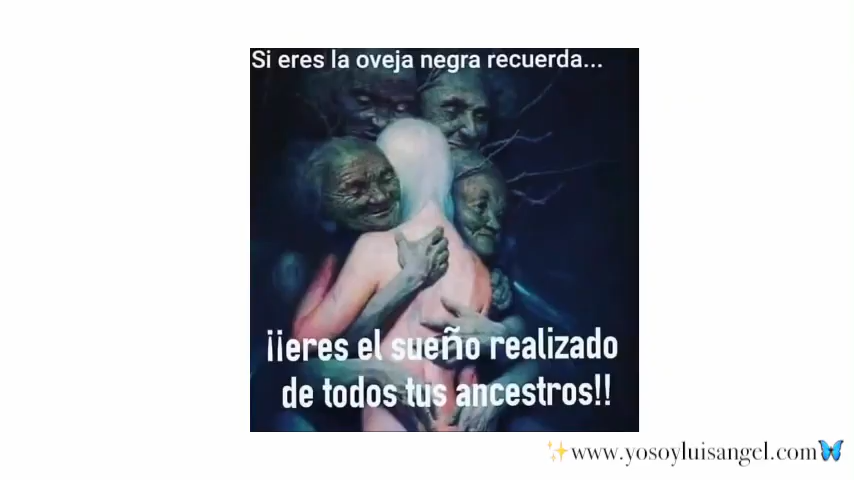 Si eres la oveja negra recuerda...
¡¡eres el sueño realizado
de todos tus ancestros!!
✨www.yosoyluisangel.com🦋